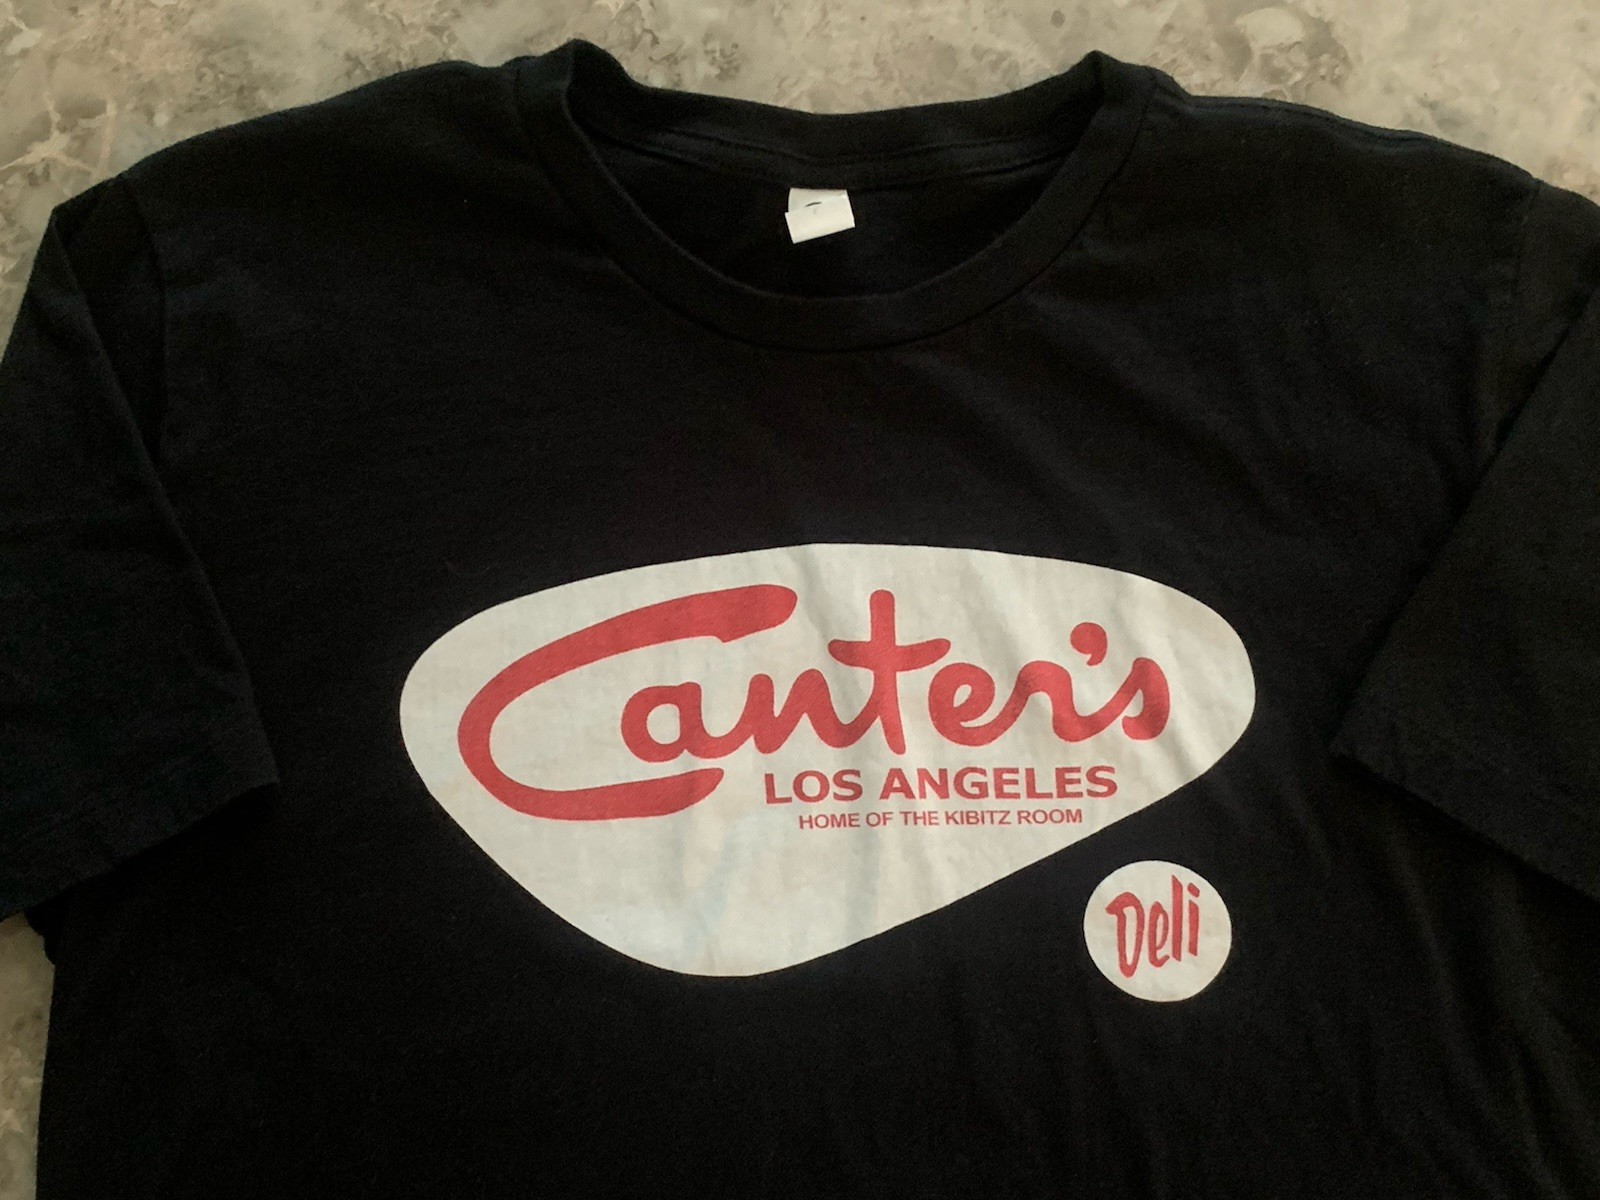 Canter's
LOS ANGELES
HOME OF THE KIBITZ ROOM
Deli